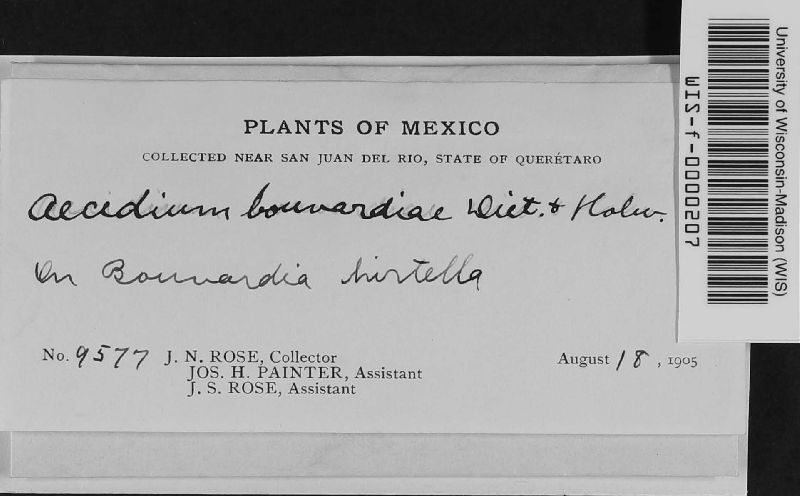 PLANTS OF MEXICO
COLLECTED NEAR SAN JUAN DEL RIO, STATE OF QUERÉTARO
Aecidium bouvardiae Diet. & Holw.
On Bouvardia hirtella
No. 9577 J. N. ROSE, Collector
JOS. H. PAINTER, Assistant
J. S. ROSE, Assistant
August 18, 1905
University of Wisconsin-Madison (WIS)
WIS-f-0000207